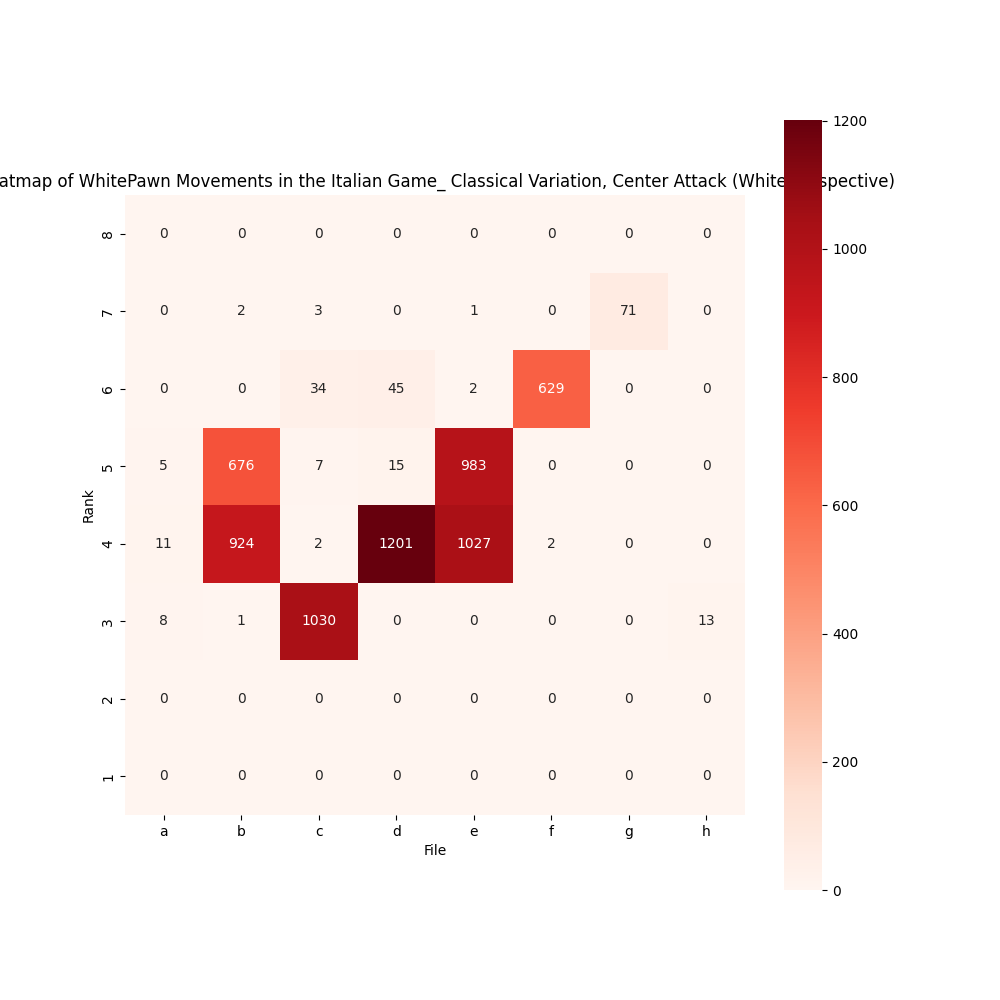 atmap of WhitePawn Movements in the Italian Game_ Classical Variation, Center Attack (White spective)
8 0 0 0 0 0 0 0 0
7 0 2 3 0 1 0 71 0
6 0 0 34 45 2 629 0 0
5 5 676 7 15 983 0 0 0
4 11 924 2 1201 1027 2 0 0
3 8 1 1030 0 0 0 0 13
2 0 0 0 0 0 0 0 0
1 0 0 0 0 0 0 0 0
Rank
a b c d e f g h
File
1200
1000
800
600
400
200
0